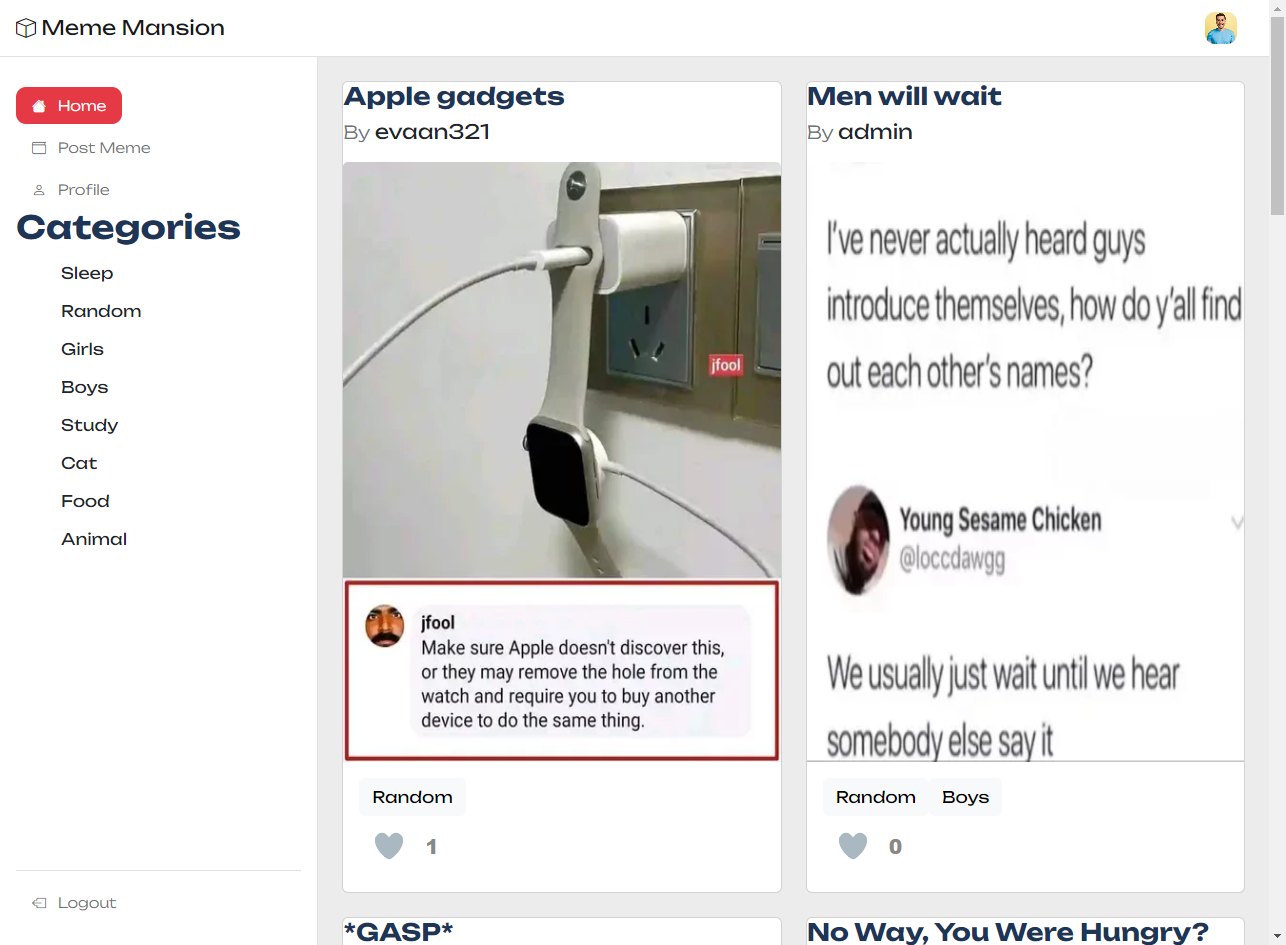 Meme Mansion
Home
Post Meme
Profile
Categories
Sleep
Random
Girls
Boys
Study
Cat
Food
Animal
Logout
Apple gadgets
By evaan321
jfool
jfool
Make sure Apple doesn't discover this,
or they may remove the hole from the
watch and require you to buy another
device to do the same thing.
Random
1
Men will wait
By admin
I've never actually heard guys
introduce themselves, how do y'all find
out each other's names?
Young Sesame Chicken
@loccdawgg
We usually just wait until we hear
somebody else say it
Random Boys
0
*GASP*
No Way, You Were Hungry?